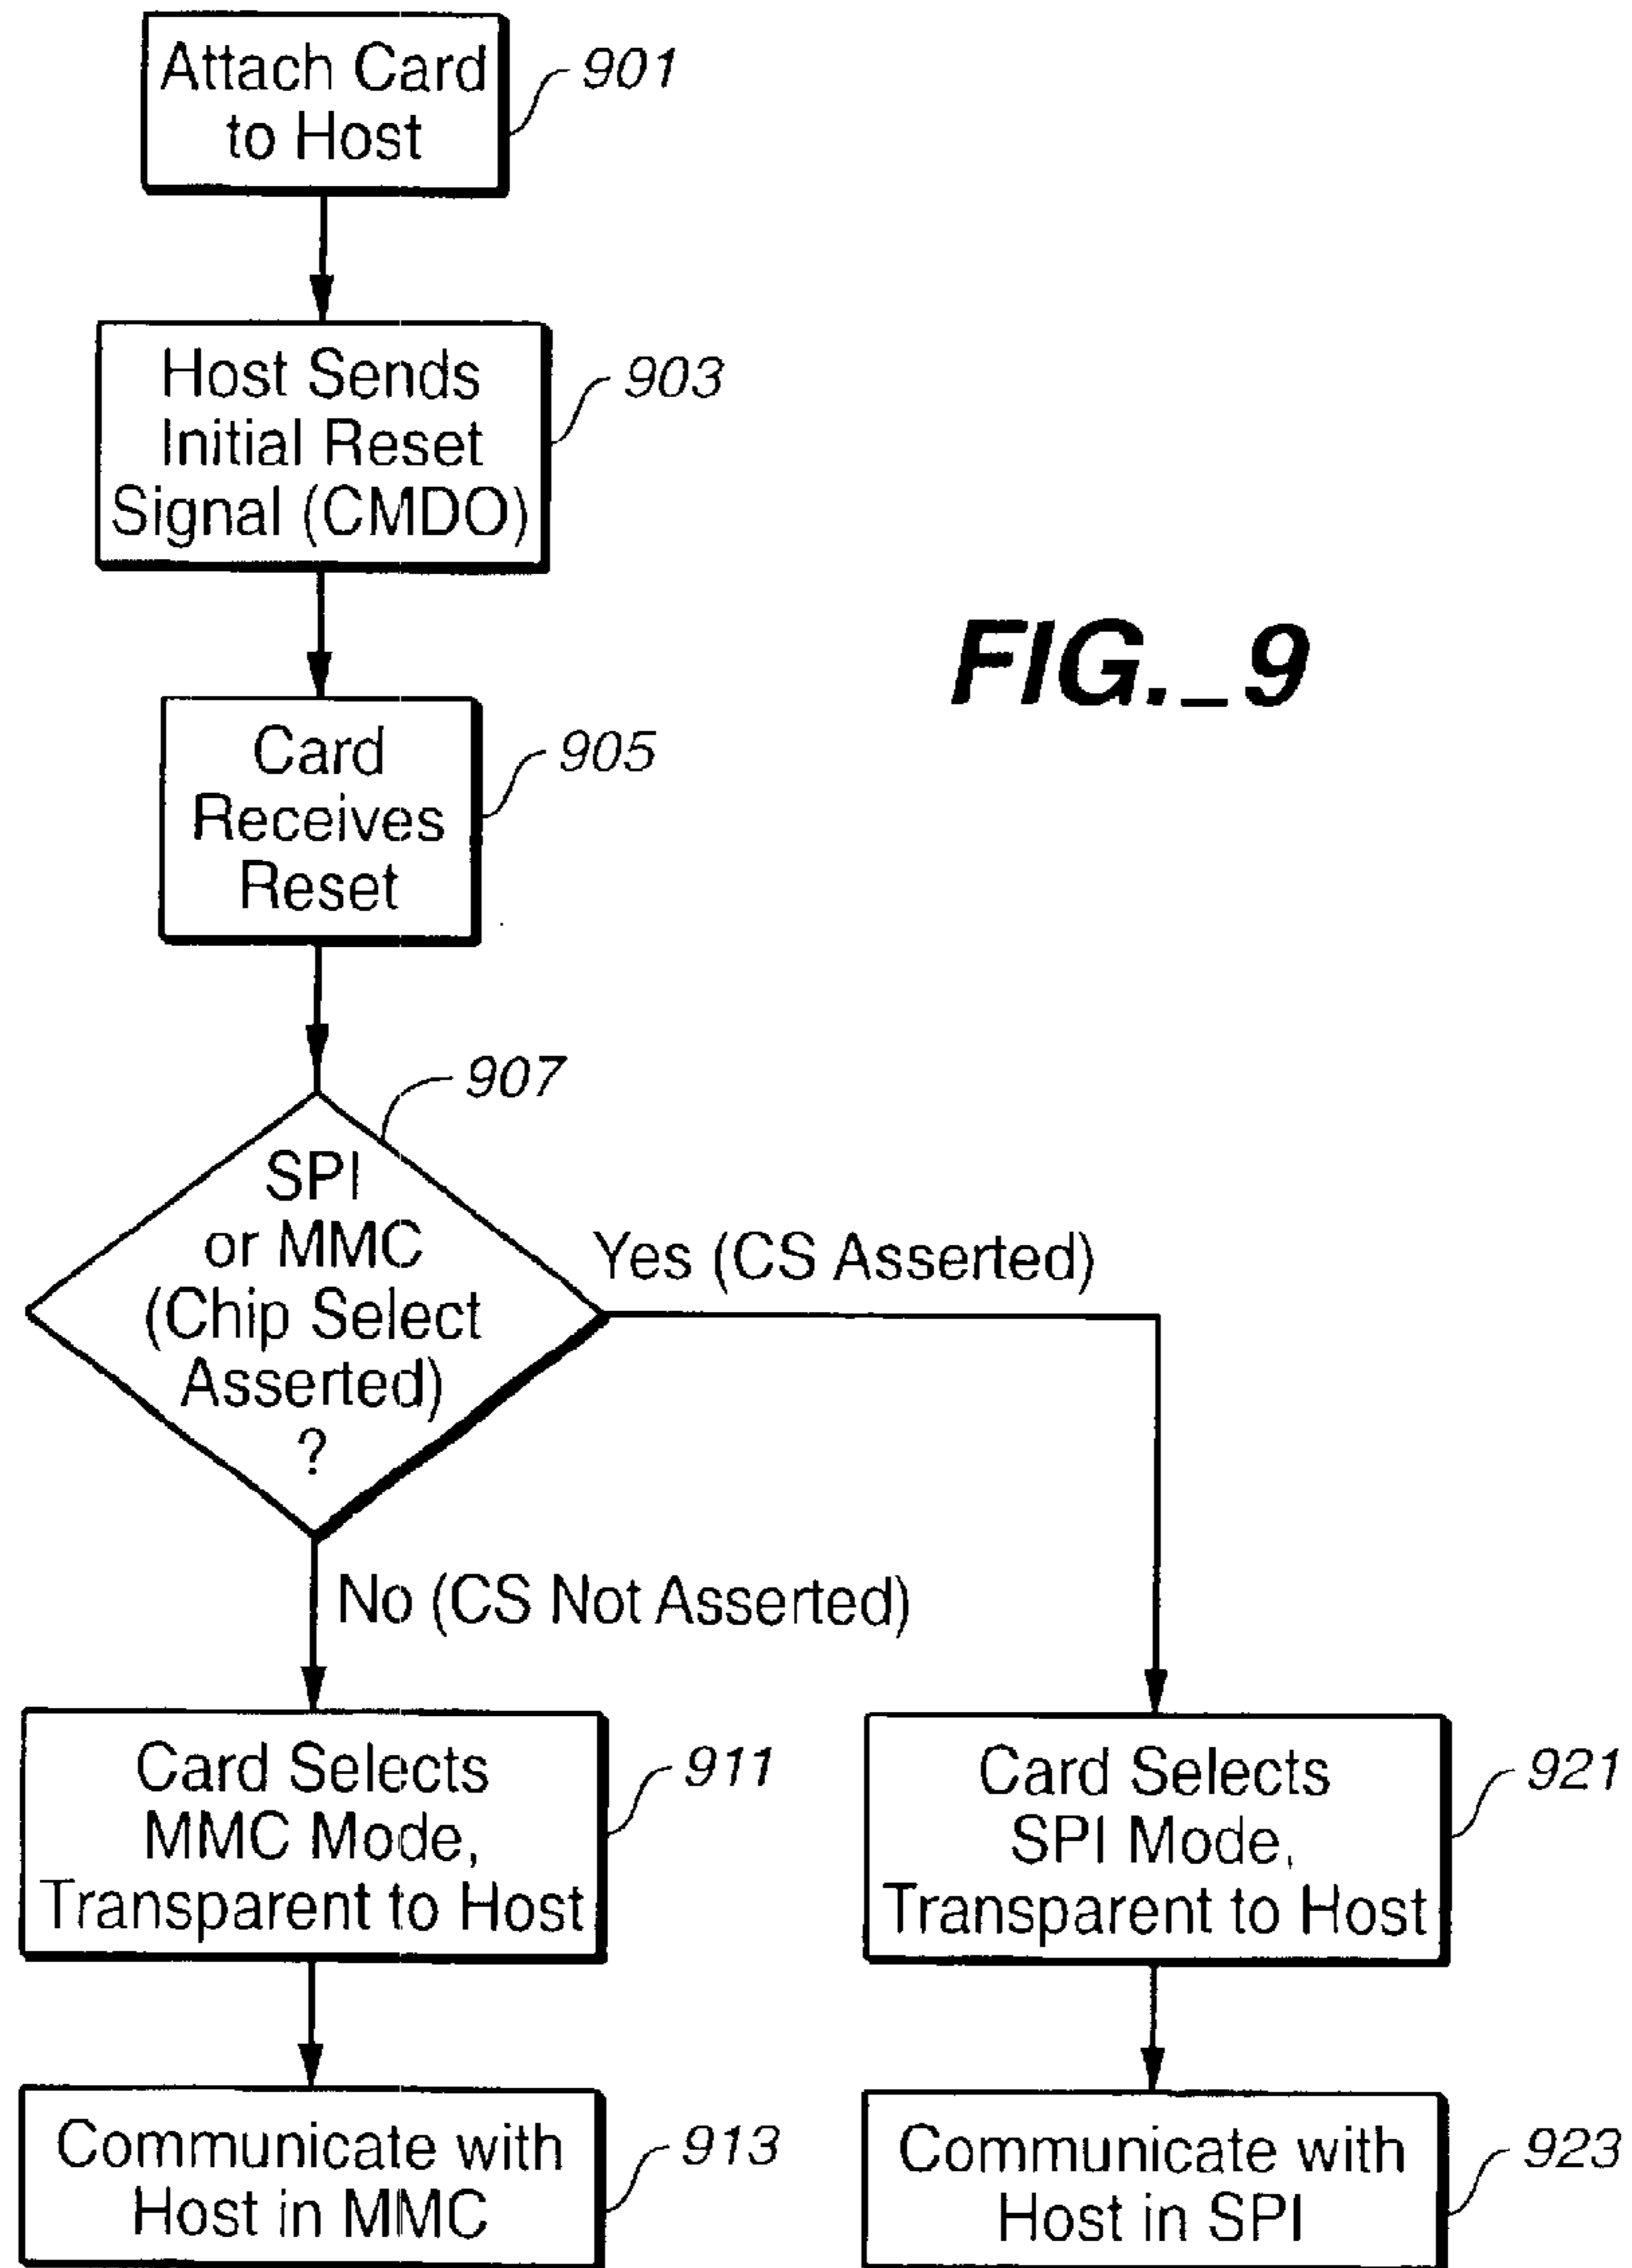 Attach Card
to Host
901
Host Sends
Initial Reset
Signal (CMDO)
903
FIG._9
Card
Receives
Reset
905
907
SPI
or MMC
(Chip Select
Asserted)
?
Yes (CS Asserted)
No (CS Not Asserted)
Card Selects
MMC Mode,
Transparent to Host
911
Card Selects
SPI Mode,
Transparent to Host
921
Communicate with
Host in MMC
913
Communicate with
Host in SPI
923